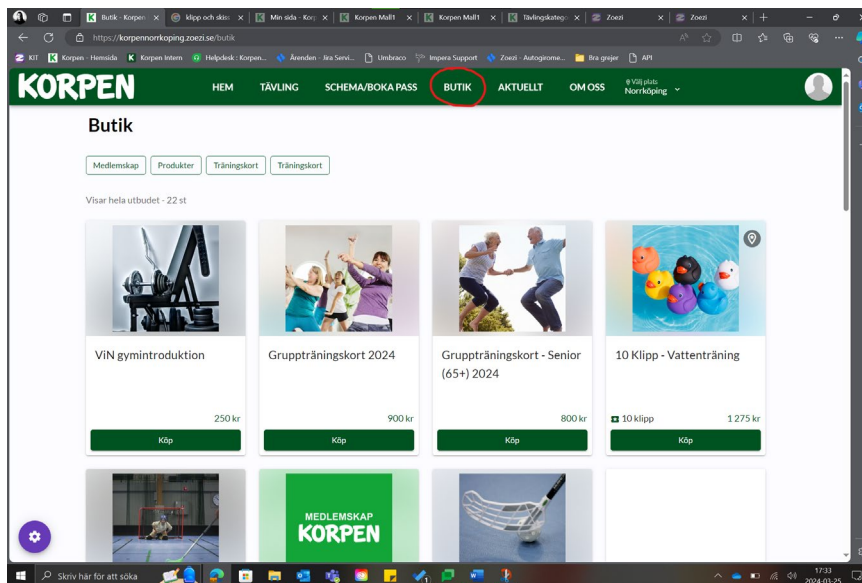 Butik - Korpen
klipp och skiss
Min sida - Korp
Korpen Mall1
Korpen Mall1
Tävlingskatego
Zoezi
Zoezi
https://korpennorrkoping.zoezi.se/butik
KIT
Korpen - Hemsida
Korpen Intern
Helpdesk : Korpen...
Ärenden - Jira Servi...
Umbraco
Impera Support
Zoezi - Autogirome...
Bra grejer
API
KORPEN
HEM
TÄVLING
SCHEMA/BOKA PASS
BUTIK
AKTUELLT
OM OSS
Välj plats
Norrköping
Butik
Medlemskap
Produkter
Träningskort
Träningskort
Visar hela utbudet - 22 st
ViN gymintroduktion
250 kr
Köp
Gruppträningskort 2024
900 kr
Köp
Gruppträningskort - Senior
(65+) 2024
800 kr
Köp
10 Klipp - Vattenträning
10 klipp
1 275 kr
Köp
MEDLEMSKAP
KORPEN
Skriv här för att söka
17:33
2024-03-25